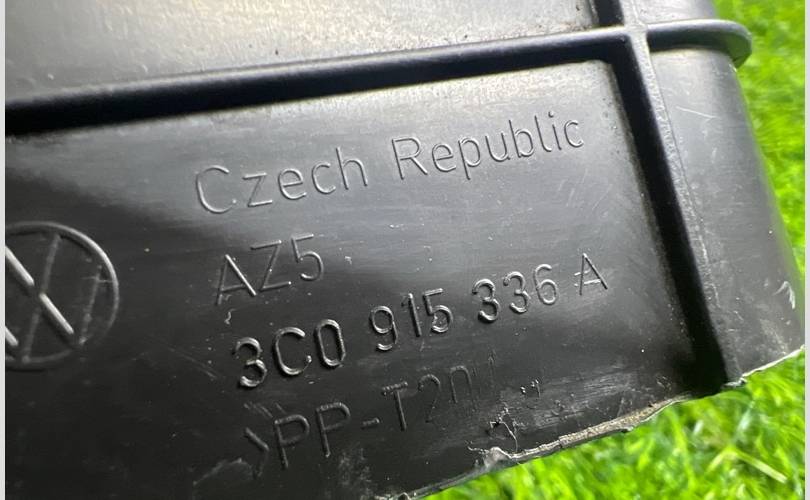 Czech Republic
AZ5
3C0 915 336 A
>PP-T20